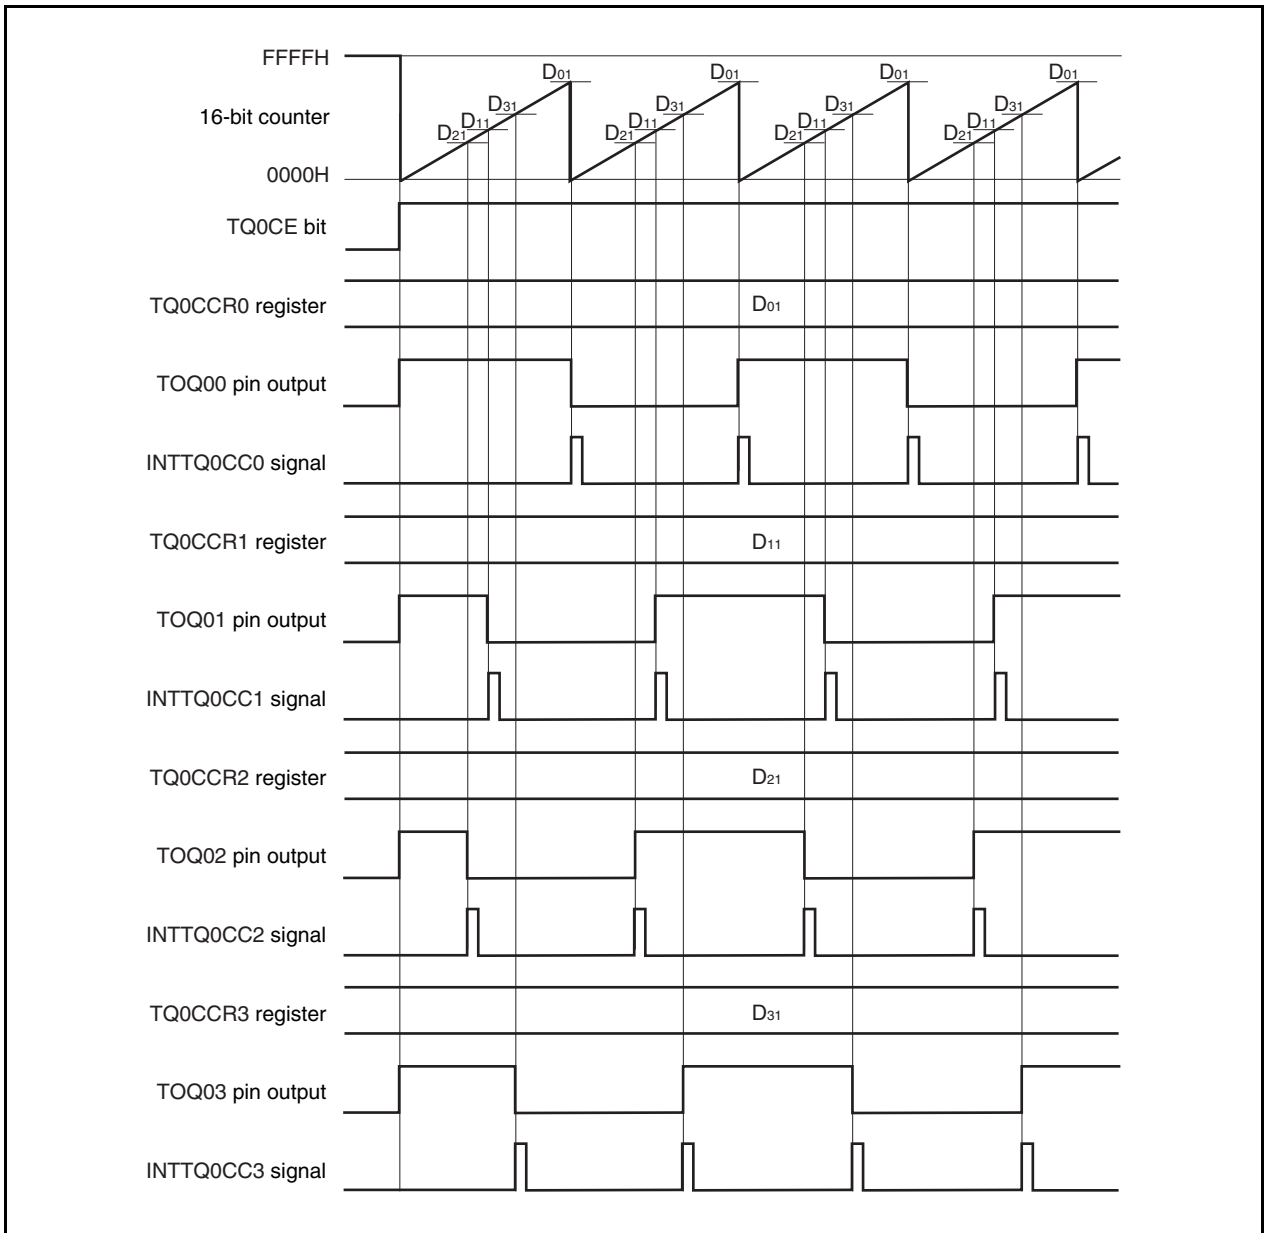 FFFFH
D01 D01 D01 D01
D31 D31 D31 D31
16-bit counter
D11 D11 D11 D11
D21 D21 D21 D21
0000H
TQ0CE bit
TQ0CCR0 register
D01
TOQ00 pin output
INTTQ0CC0 signal
TQ0CCR1 register
D11
TOQ01 pin output
INTTQ0CC1 signal
TQ0CCR2 register
D21
TOQ02 pin output
INTTQ0CC2 signal
TQ0CCR3 register
D31
TOQ03 pin output
INTTQ0CC3 signal